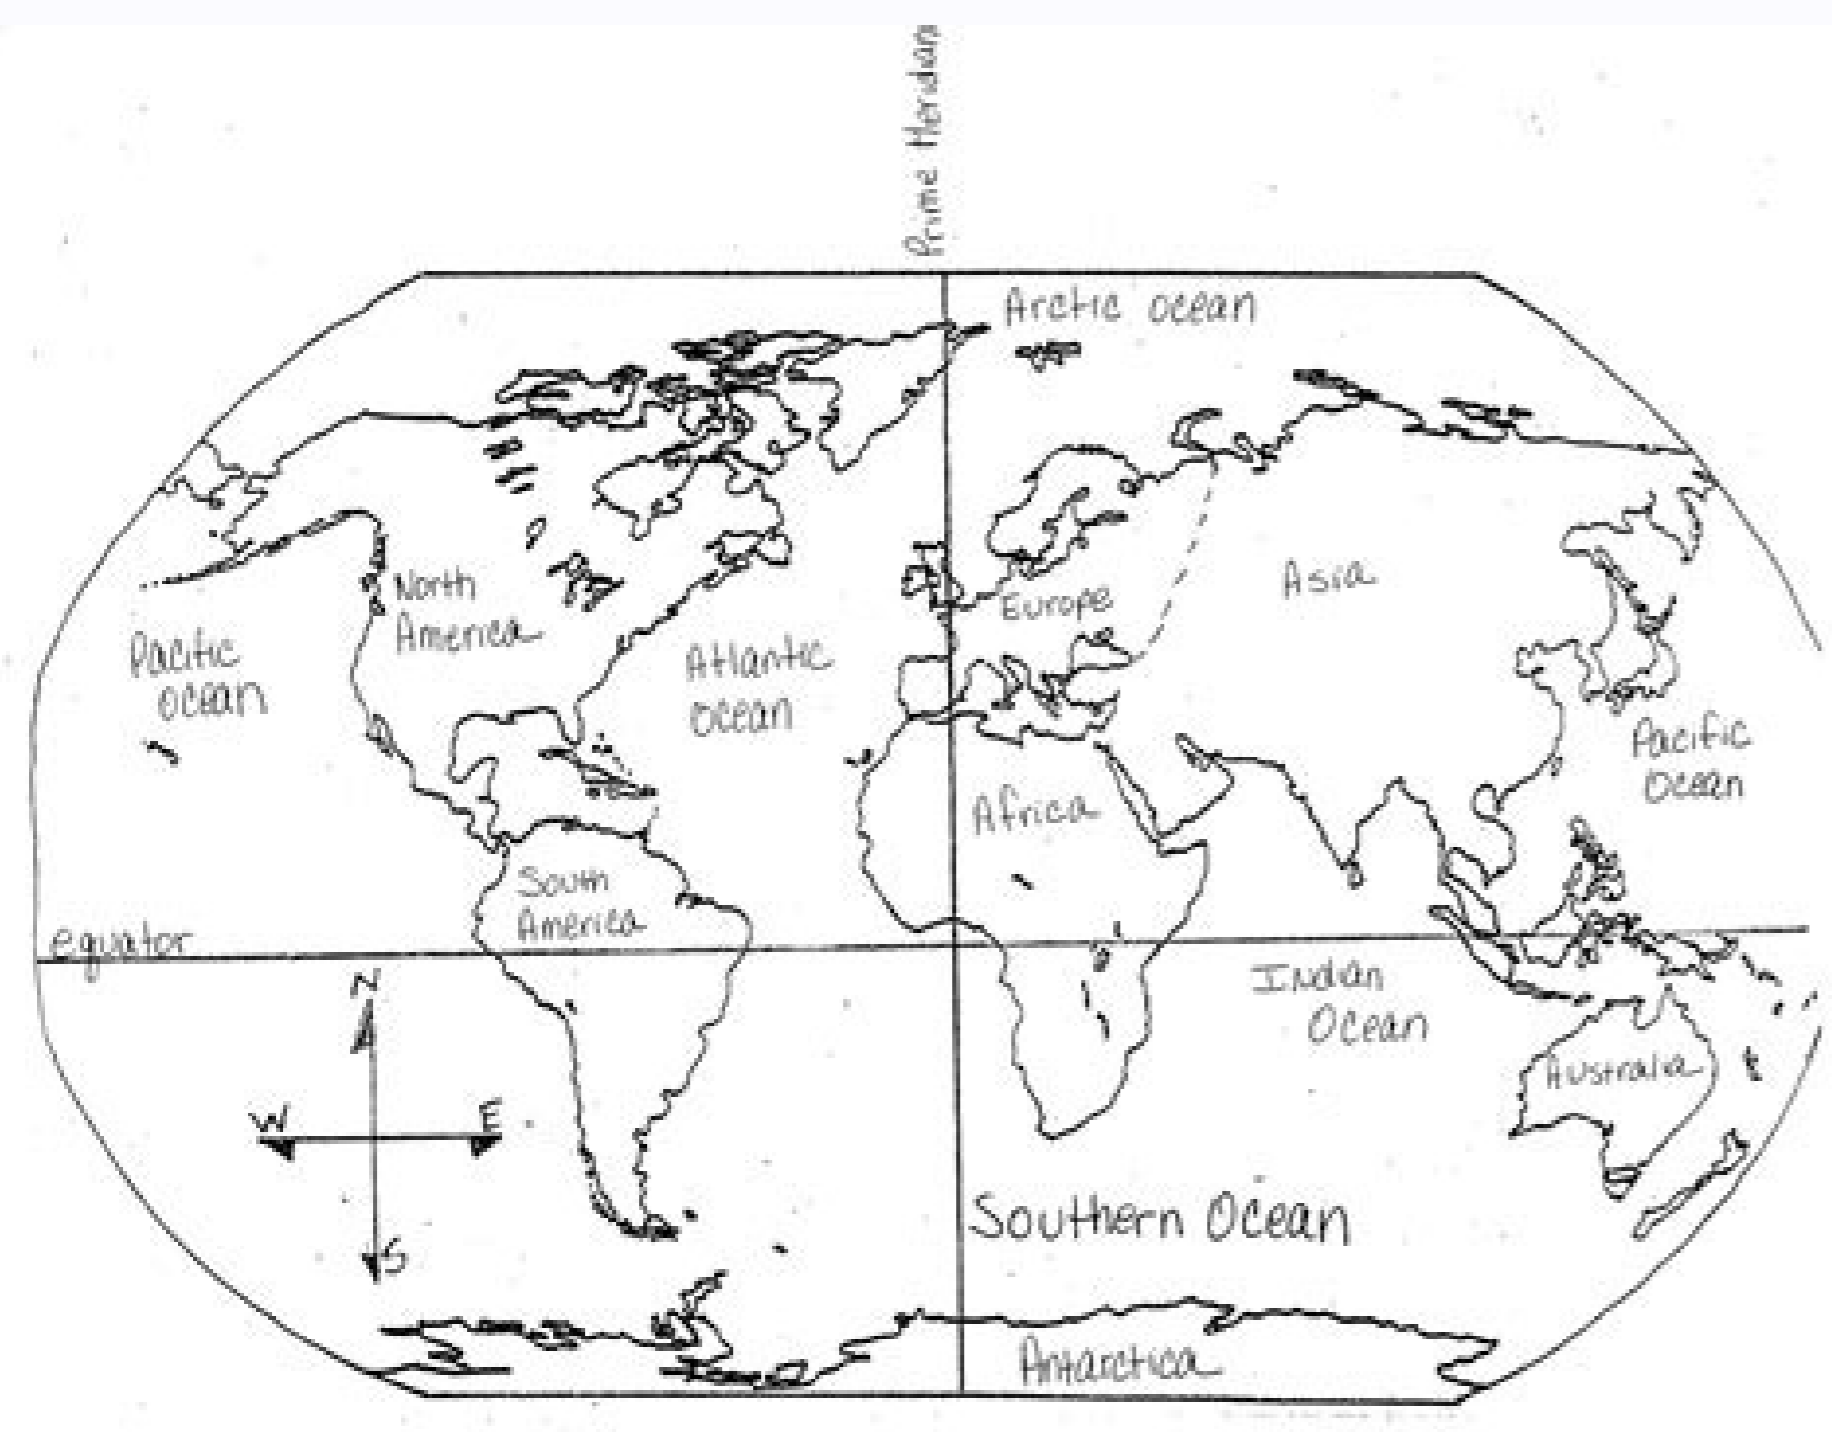 Prime Meridian
Arctic ocean
North
America
Europe
Asia
Pacific
ocean
Atlantic
ocean
Pacific
Ocean
Africa
South
America
equator
Indian
Ocean
N
W
E
S
Australia
Southern Ocean
Antarctica